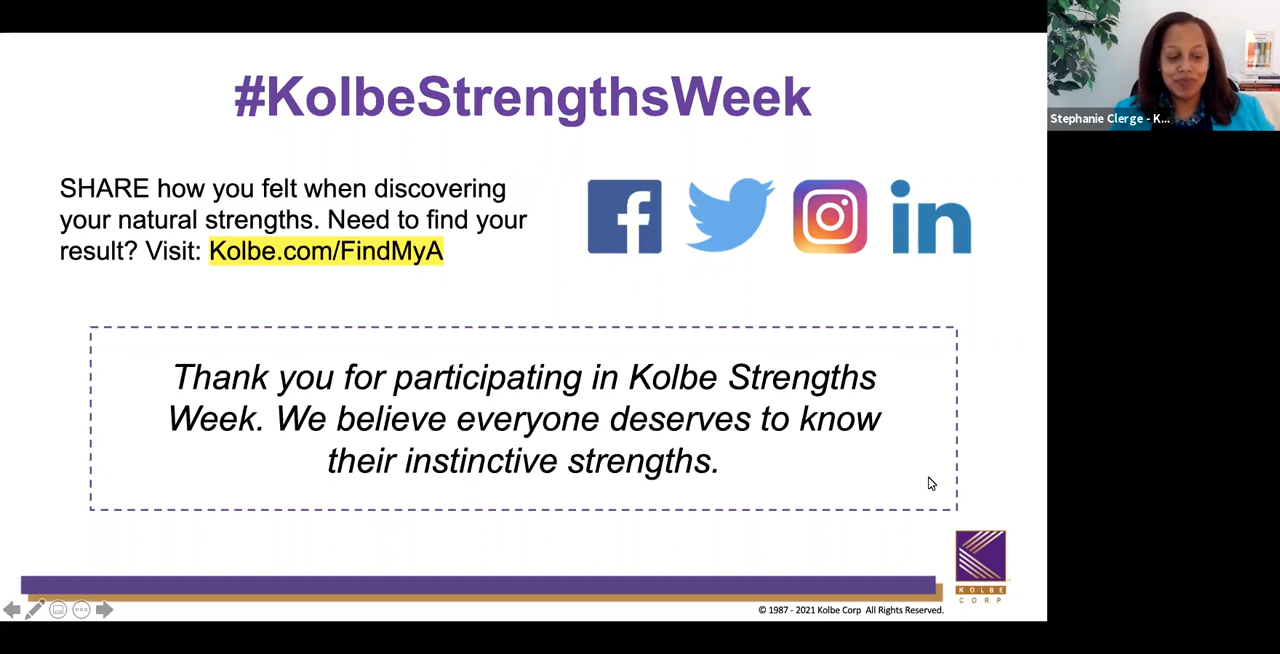 #KolbeStrengthsWeek
SHARE how you felt when discovering
your natural strengths. Need to find your
result? Visit: Kolbe.com/FindMyA
f
in
Thank you for participating in Kolbe Strengths
Week. We believe everyone deserves to know
their instinctive strengths.
KOLBE
CORP
© 1987 - 2021 Kolbe Corp All Rights Reserved.
Stephanie Clerge - K...